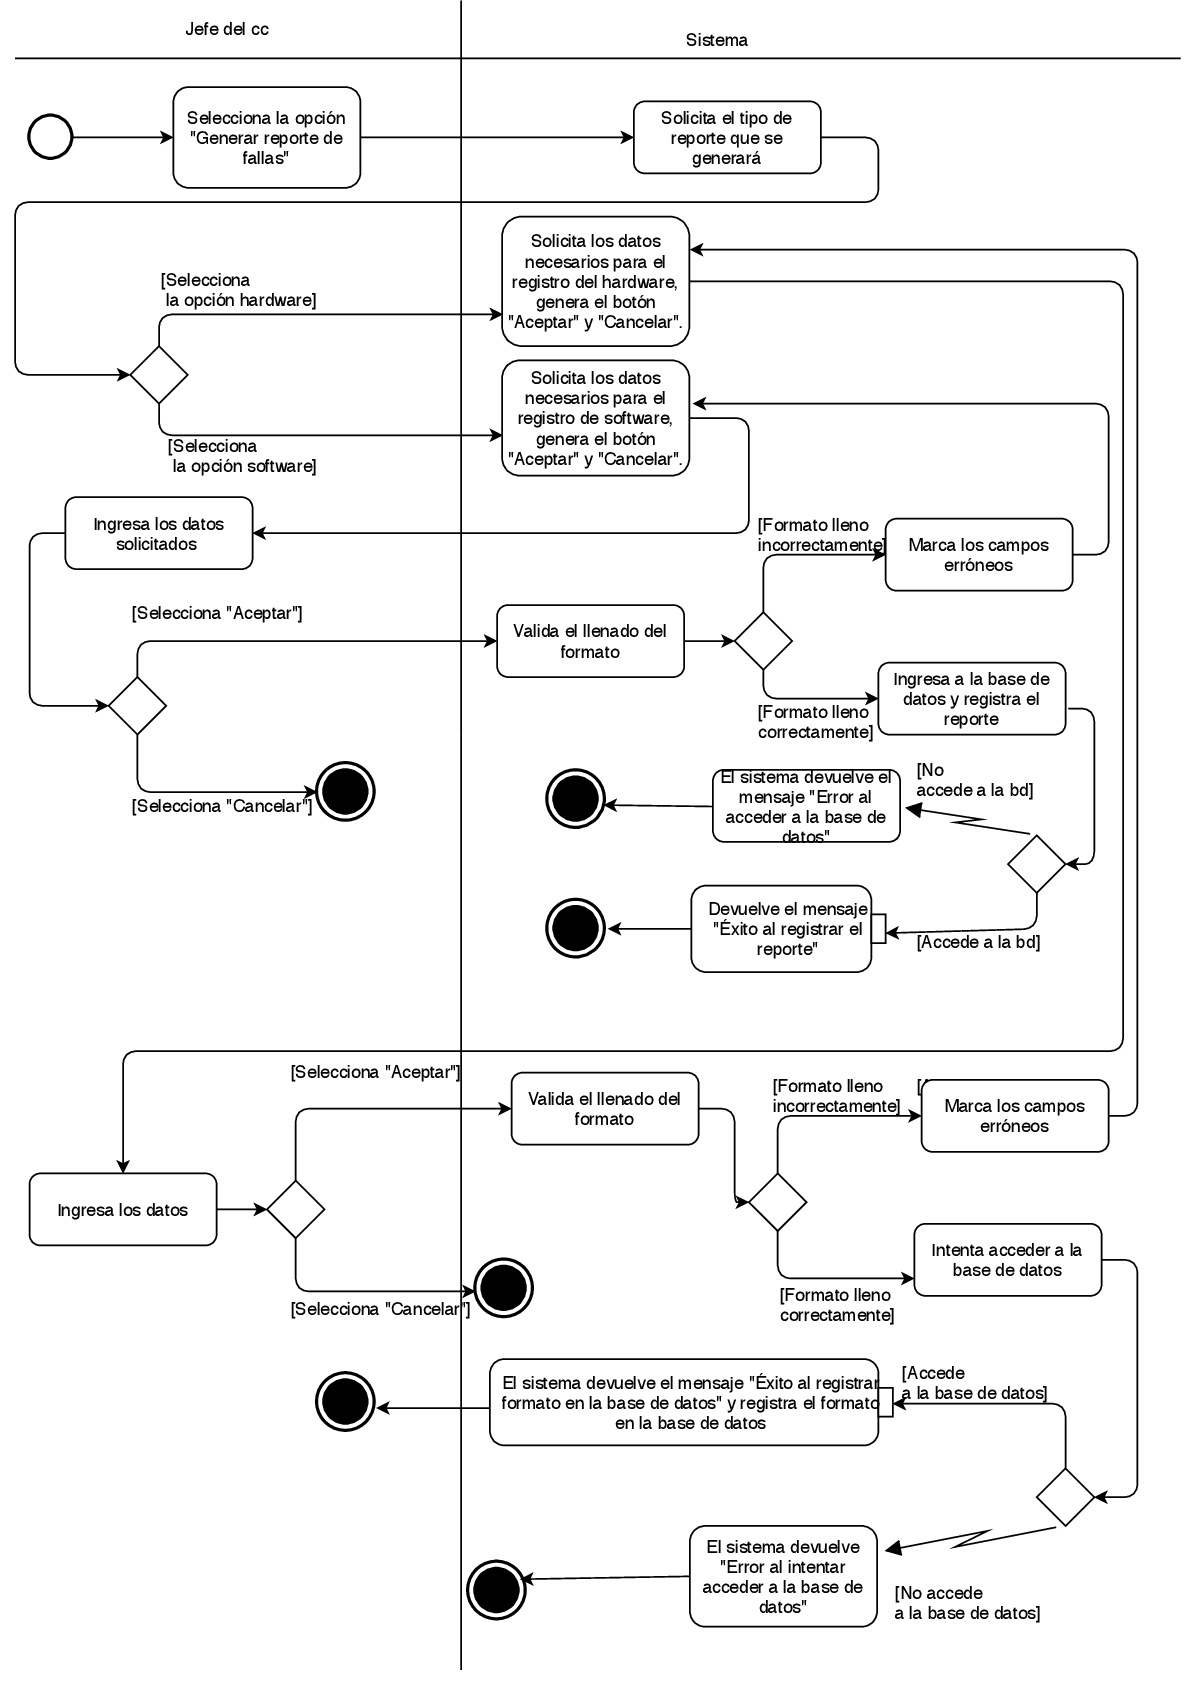 Jefe del cc
Sistema
Selecciona la opción
"Generar reporte de
fallas"
Solicita el tipo de
reporte que se
generará
Solicita los datos
necesarios para el
registro del hardware,
genera el botón
"Aceptar" y "Cancelar".
[Selecciona
la opción hardware]
Solicita los datos
necesarios para el
registro de software,
genera el botón
"Aceptar" y "Cancelar".
[Selecciona
la opción software]
Ingresa los datos
solicitados
[Formato lleno
incorrectamente]
Marca los campos
erróneos
[Selecciona "Aceptar"]
Valida el llenado del
formato
Ingresa a la base de
datos y registra el
reporte
[Formato lleno
correctamente]
[Selecciona "Cancelar"]
El sistema devuelve el
mensaje "Error al
acceder a la base de
datos"
[No
accede a la bd]
Devuelve el mensaje
"Éxito al registrar el
reporte"
[Accede a la bd]
[Selecciona "Aceptar"]
Valida el llenado del
formato
[Formato lleno
incorrectamente]
Marca los campos
erróneos
Ingresa los datos
[Selecciona "Cancelar"]
Intenta acceder a la
base de datos
[Formato lleno
correctamente]
El sistema devuelve el mensaje "Éxito al registrar
formato en la base de datos" y registra el formato
en la base de datos
[Accede
a la base de datos]
El sistema devuelve
"Error al intentar
acceder a la base de
datos"
[No accede
a la base de datos]